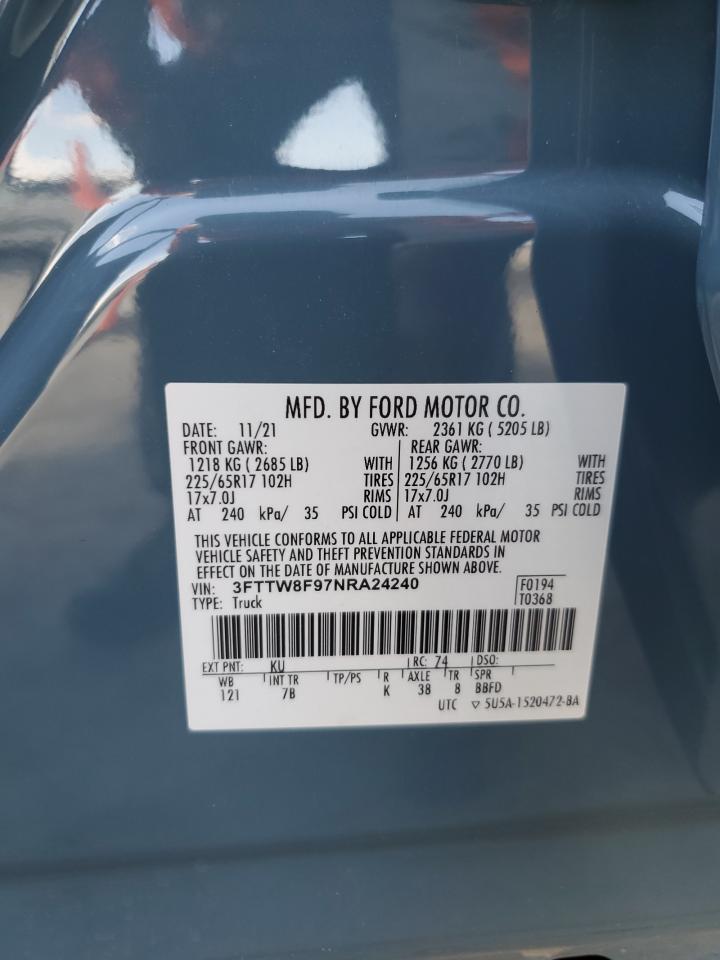 MFD. BY FORD MOTOR CO.
DATE: 11/21 GVWR: 2361 KG ( 5205 LB)
FRONT GAWR: REAR GAWR:
1218 KG ( 2685 LB) WITH 1256 KG ( 2770 LB) WITH
225/65R17 102H TIRES 225/65R17 102H TIRES
17x7.0J RIMS 17x7.0J RIMS
AT 240 kPa/ 35 PSI COLD AT 240 kPa/ 35 PSI COLD
THIS VEHICLE CONFORMS TO ALL APPLICABLE FEDERAL MOTOR
VEHICLE SAFETY AND THEFT PREVENTION STANDARDS IN
EFFECT ON THE DATE OF MANUFACTURE SHOWN ABOVE.
VIN: 3FTTW8F97NRA24240 F0194
TYPE: Truck T0368
EXT PNT: KU RC: 74 DSO:
WB INT TR TP/PS R AXLE TR SPR
121 7B K 38 8 BBFD
UTC ▽ 5U5A-1520472-BA